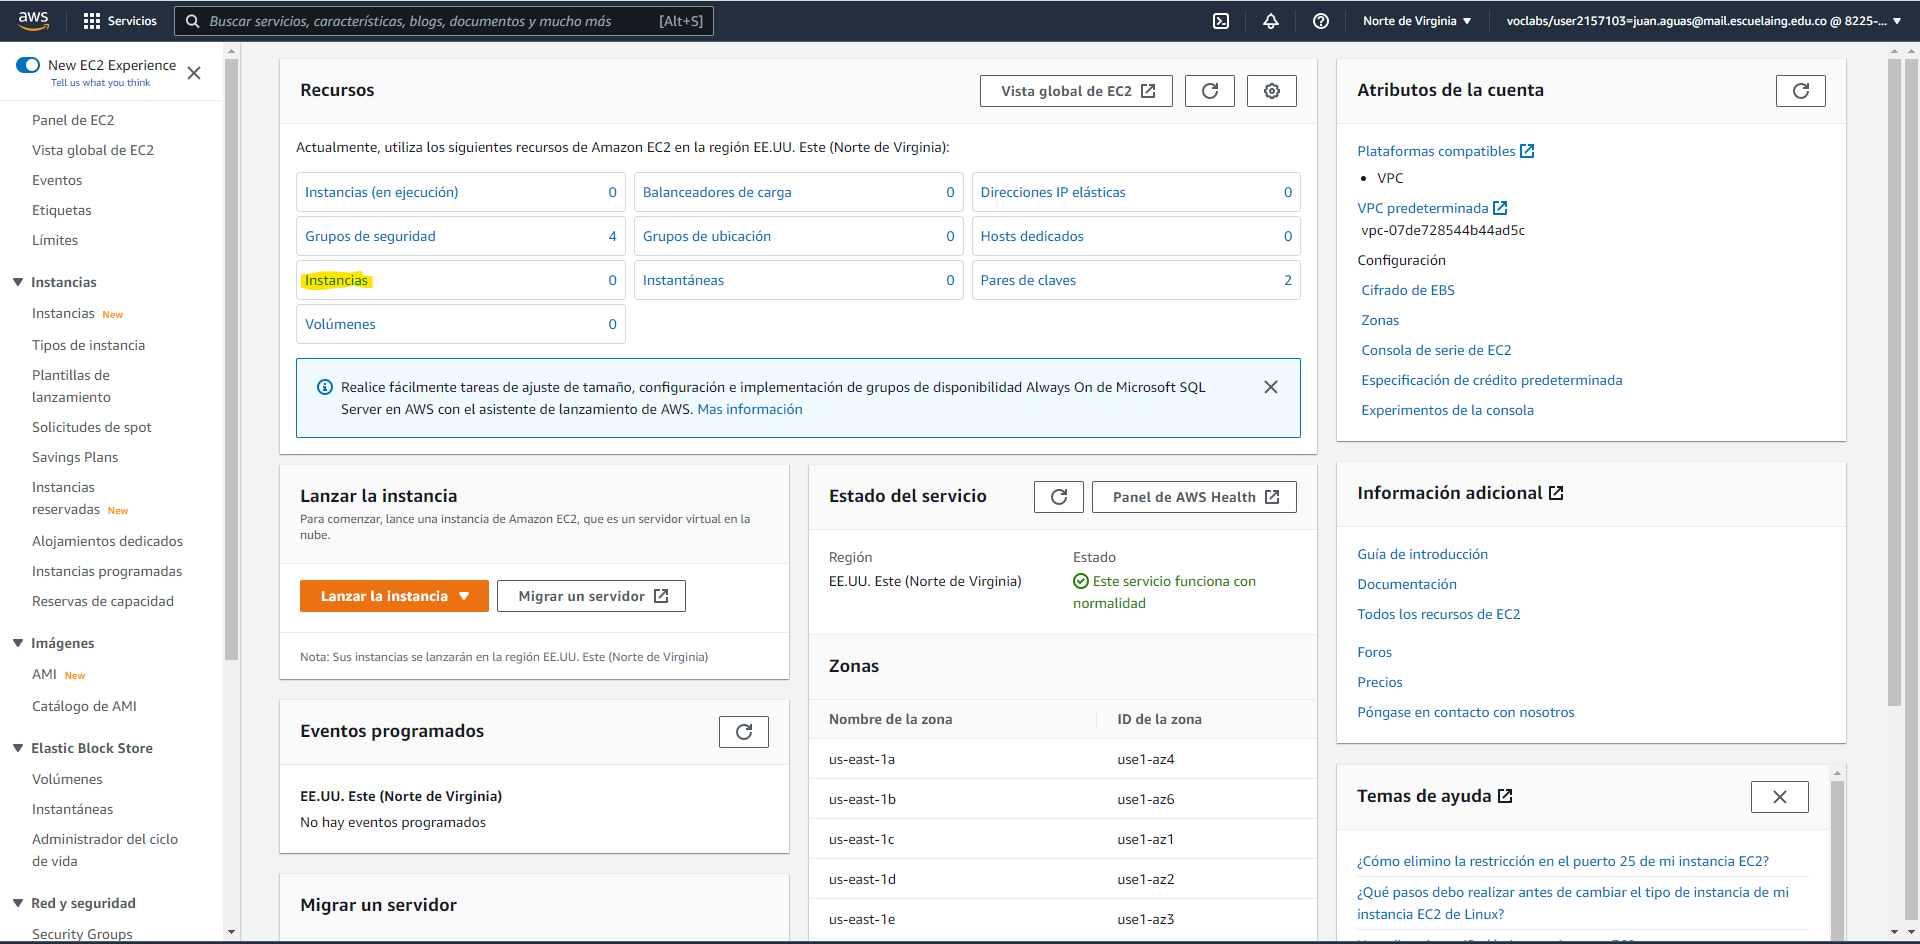 aws
Servicios
Buscar servicios, características, blogs, documentos y mucho más
[Alt+S]
Norte de Virginia
voclabs/user2157103=juan.aguas@mail.escuelaing.edu.co @ 8225-...
New EC2 Experience
Tell us what you think
Panel de EC2
Vista global de EC2
Eventos
Etiquetas
Límites
Instancias
Instancias New
Tipos de instancia
Plantillas de
lanzamiento
Solicitudes de spot
Savings Plans
Instancias
reservadas New
Alojamientos dedicados
Instancias programadas
Reservas de capacidad
Imágenes
AMI New
Catálogo de AMI
Elastic Block Store
Volúmenes
Instantáneas
Administrador del ciclo
de vida
Red y seguridad
Security Groups
Recursos
Vista global de EC2
Actualmente, utiliza los siguientes recursos de Amazon EC2 en la región EE.UU. Este (Norte de Virginia):
Instancias (en ejecución) 0
Balanceadores de carga 0
Direcciones IP elásticas 0
Grupos de seguridad 4
Grupos de ubicación 0
Hosts dedicados 0
Instancias 0
Instantáneas 0
Pares de claves 2
Volúmenes 0
Realice fácilmente tareas de ajuste de tamaño, configuración e implementación de grupos de disponibilidad Always On de Microsoft SQL
Server en AWS con el asistente de lanzamiento de AWS. Mas información
Lanzar la instancia
Para comenzar, lance una instancia de Amazon EC2, que es un servidor virtual en la
nube.
Lanzar la instancia
Migrar un servidor
Nota: Sus instancias se lanzarán en la región EE.UU. Este (Norte de Virginia)
Eventos programados
EE.UU. Este (Norte de Virginia)
No hay eventos programados
Migrar un servidor
Estado del servicio
Panel de AWS Health
Región
EE.UU. Este (Norte de Virginia)
Estado
Este servicio funciona con
normalidad
Zonas
Nombre de la zona ID de la zona
us-east-1a use1-az4
us-east-1b use1-az6
us-east-1c use1-az1
us-east-1d use1-az2
us-east-1e use1-az3
Atributos de la cuenta
Plataformas compatibles
• VPC
VPC predeterminada
vpc-07de728544b44ad5c
Configuración
Cifrado de EBS
Zonas
Consola de serie de EC2
Especificación de crédito predeterminada
Experimentos de la consola
Información adicional
Guía de introducción
Documentación
Todos los recursos de EC2
Foros
Precios
Póngase en contacto con nosotros
Temas de ayuda
¿Cómo elimino la restricción en el puerto 25 de mi instancia EC2?
¿Qué pasos debo realizar antes de cambiar el tipo de instancia de mi
instancia EC2 de Linux?